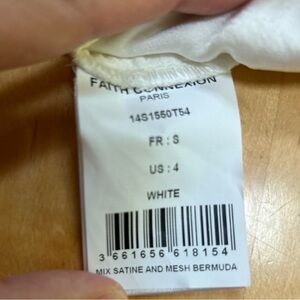 FAITH CONNEXION
PARIS
14S1550T54
FR : S
US : 4
WHITE
3 661656 618154
MIX SATINE AND MESH BERMUDA